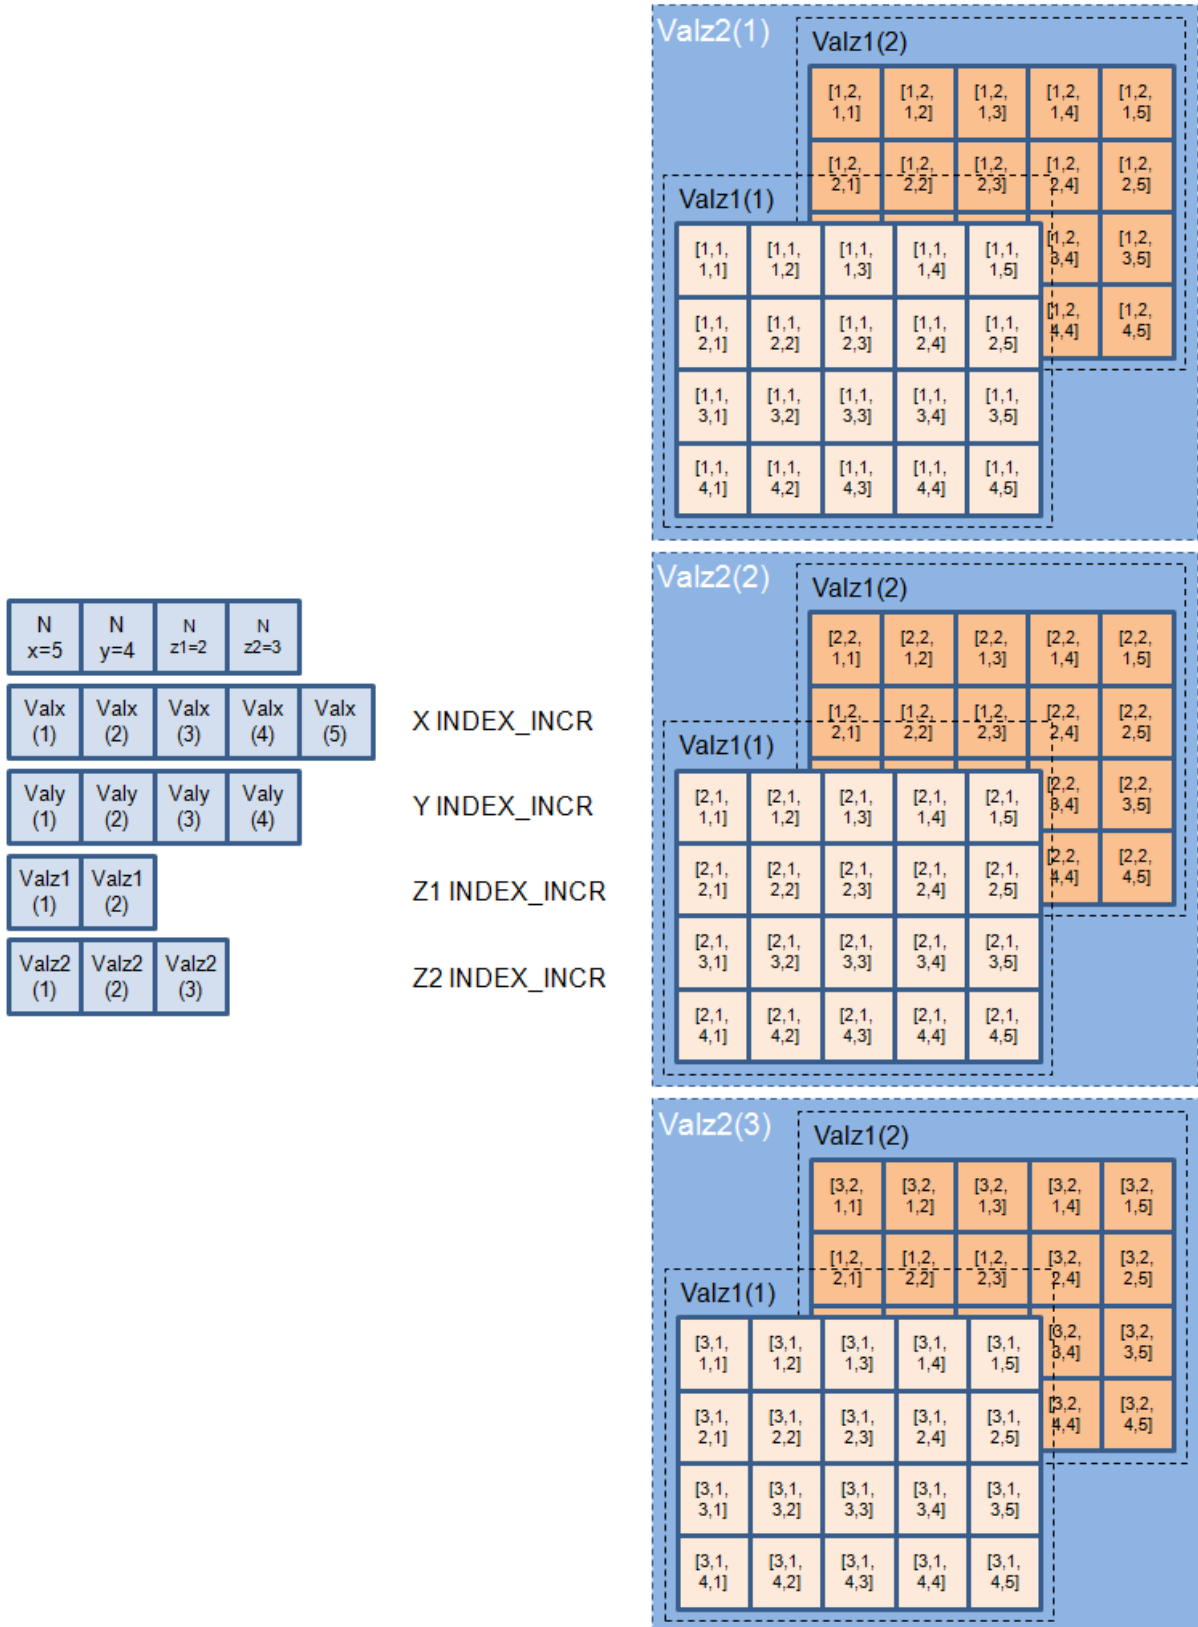 Valz2(1)
Valz1(2)
[1,2, [1,2, [1,2, [1,2, [1,2,
1,1] 1,2] 1,3] 1,4] 1,5]
[1,2, [1,2, [1,2, [1,2, [1,2,
2,1] 2,2] 2,3] 2,4] 2,5]
Valz1(1)
[1,2, [1,2,
3,4] 3,5]
[1,2, [1,2,
4,4] 4,5]
[1,1, [1,1, [1,1, [1,1, [1,1,
1,1] 1,2] 1,3] 1,4] 1,5]
[1,1, [1,1, [1,1, [1,1, [1,1,
2,1] 2,2] 2,3] 2,4] 2,5]
[1,1, [1,1, [1,1, [1,1, [1,1,
3,1] 3,2] 3,3] 3,4] 3,5]
[1,1, [1,1, [1,1, [1,1, [1,1,
4,1] 4,2] 4,3] 4,4] 4,5]
N N N N
x=5 y=4 z1=2 z2=3
Valx Valx Valx Valx Valx
(1) (2) (3) (4) (5)
X INDEX_INCR
Valy Valy Valy Valy
(1) (2) (3) (4)
Y INDEX_INCR
Valz1 Valz1
(1) (2)
Z1 INDEX_INCR
Valz2 Valz2 Valz2
(1) (2) (3)
Z2 INDEX_INCR
Valz2(2)
Valz1(2)
[2,2, [2,2, [2,2, [2,2, [2,2,
1,1] 1,2] 1,3] 1,4] 1,5]
[1,2, [1,2, [1,2, [2,2, [2,2,
2,1] 2,2] 2,3] 2,4] 2,5]
Valz1(1)
[2,2, [2,2,
3,4] 3,5]
[2,2, [2,2,
4,4] 4,5]
[2,1, [2,1, [2,1, [2,1, [2,1,
1,1] 1,2] 1,3] 1,4] 1,5]
[2,1, [2,1, [2,1, [2,1, [2,1,
2,1] 2,2] 2,3] 2,4] 2,5]
[2,1, [2,1, [2,1, [2,1, [2,1,
3,1] 3,2] 3,3] 3,4] 3,5]
[2,1, [2,1, [2,1, [2,1, [2,1,
4,1] 4,2] 4,3] 4,4] 4,5]
Valz2(3)
Valz1(2)
[3,2, [3,2, [3,2, [3,2, [3,2,
1,1] 1,2] 1,3] 1,4] 1,5]
[1,2, [1,2, [1,2, [3,2, [3,2,
2,1] 2,2] 2,3] 2,4] 2,5]
Valz1(1)
[3,2, [3,2,
3,4] 3,5]
[3,2, [3,2,
4,4] 4,5]
[3,1, [3,1, [3,1, [3,1, [3,1,
1,1] 1,2] 1,3] 1,4] 1,5]
[3,1, [3,1, [3,1, [3,1, [3,1,
2,1] 2,2] 2,3] 2,4] 2,5]
[3,1, [3,1, [3,1, [3,1, [3,1,
3,1] 3,2] 3,3] 3,4] 3,5]
[3,1, [3,1, [3,1, [3,1, [3,1,
4,1] 4,2] 4,3] 4,4] 4,5]